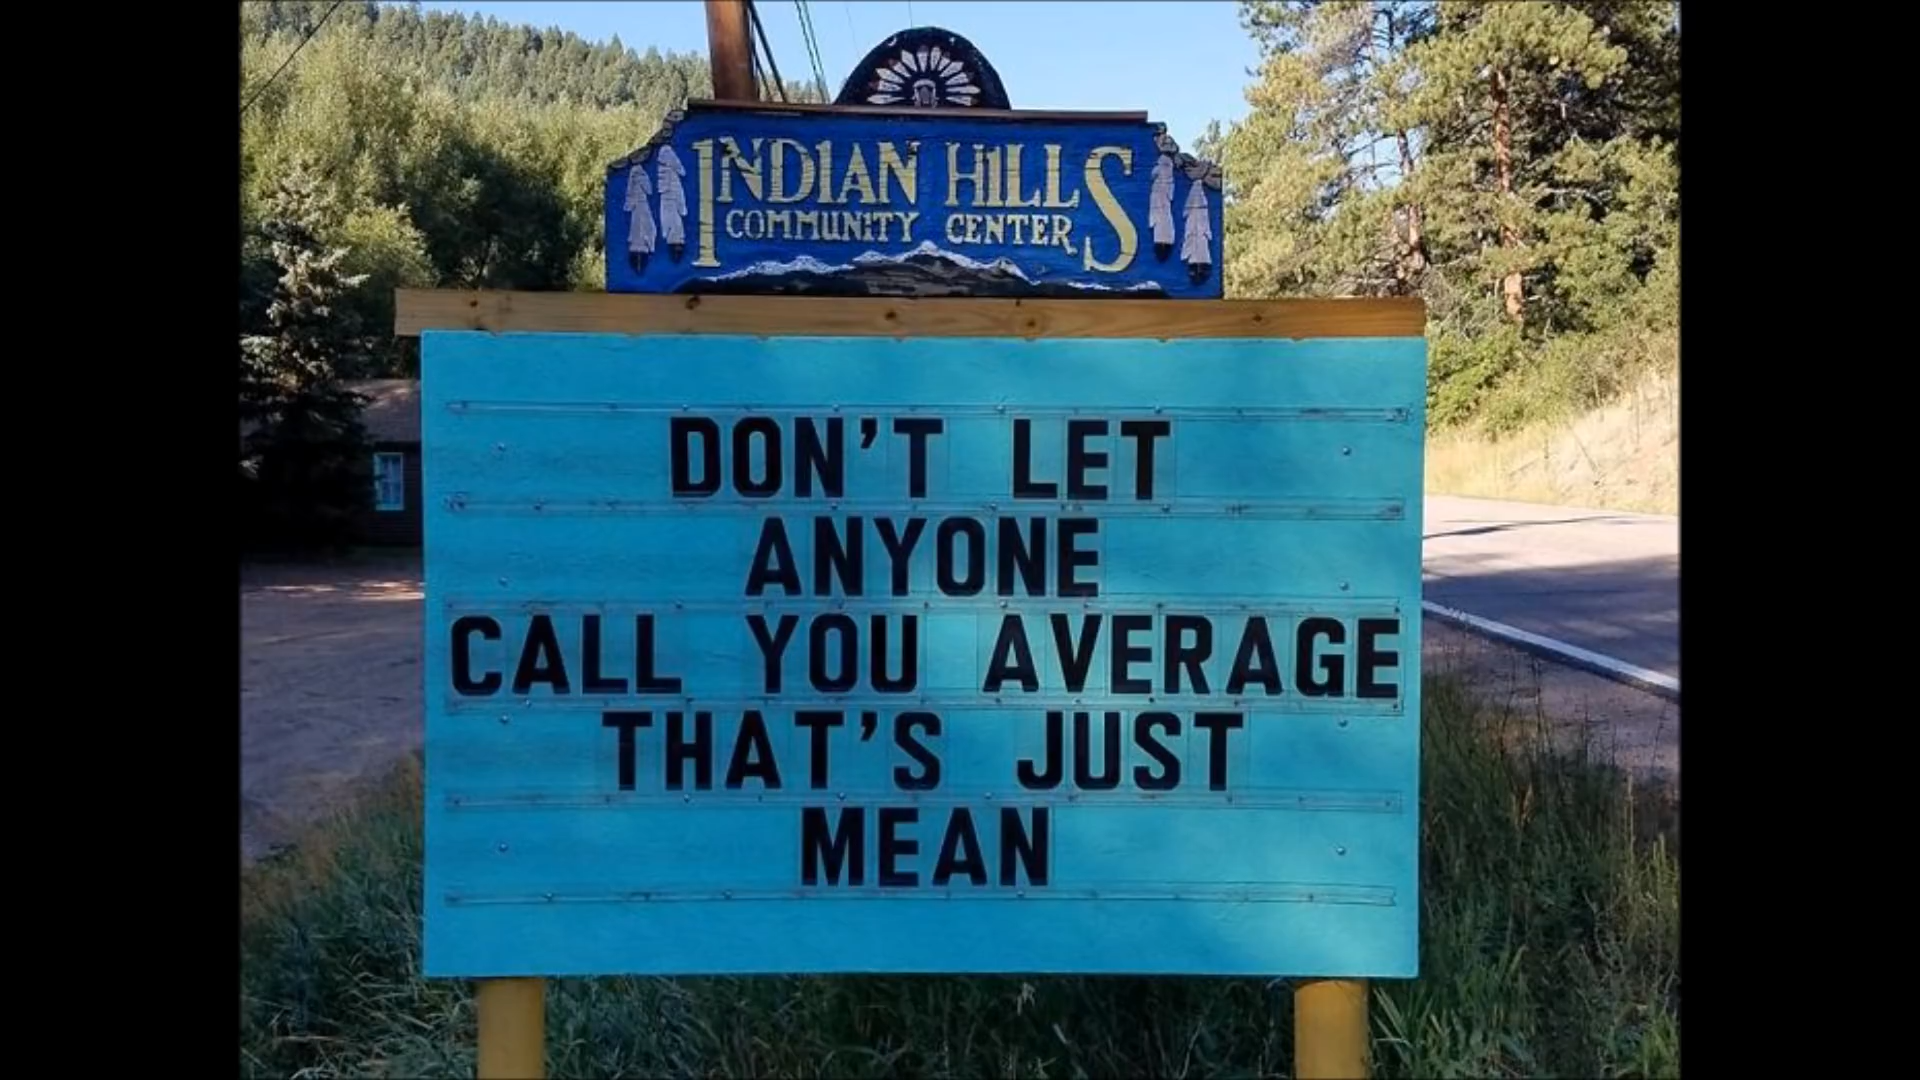 INDIAN HILLS
COMMUNITY CENTER
DON'T LET
ANYONE
CALL YOU AVERAGE
THAT'S JUST
MEAN